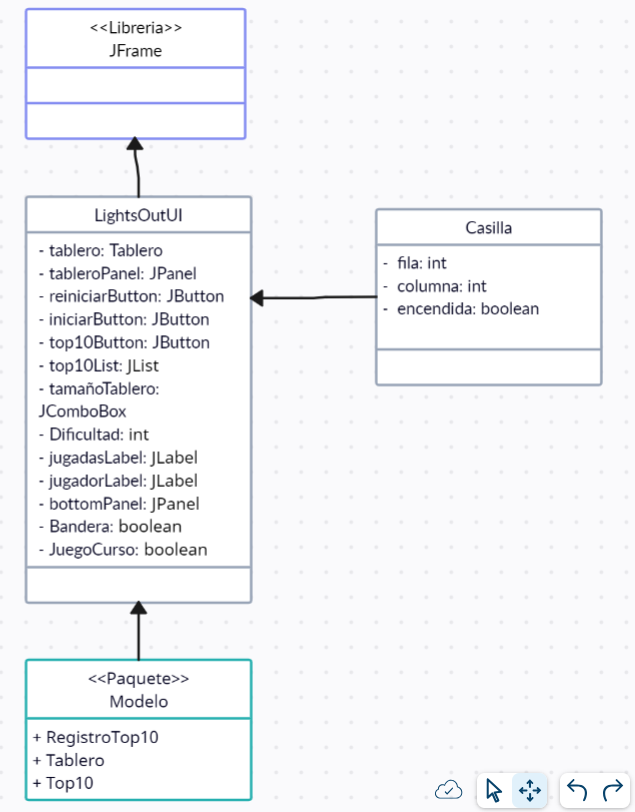 <<Libreria>>
JFrame
LightsOutUI
- tablero: Tablero
- tableroPanel: JPanel
- reiniciarButton: JButton
- iniciarButton: JButton
- top10Button: JButton
- top10List: JList
- tamañoTablero:
JComboBox
- Dificultad: int
- jugadasLabel: JLabel
- jugadorLabel: JLabel
- bottomPanel: JPanel
- Bandera: boolean
- JuegoCurso: boolean
Casilla
- fila: int
- columna: int
- encendida: boolean
<<Paquete>>
Modelo
+ RegistroTop10
+ Tablero
+ Top10